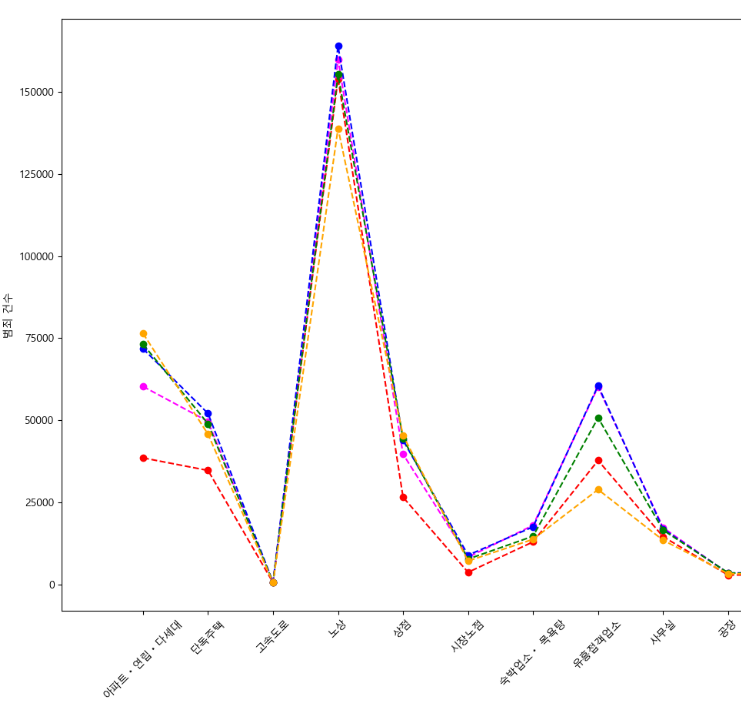 150000
125000
100000
75000
50000
25000
0
범죄 건수
아파트・연립・다세대
단독주택
고속도로
노상
상점
시장노점
숙박업소・ 목욕탕
유흥접객업소
사무실
공장